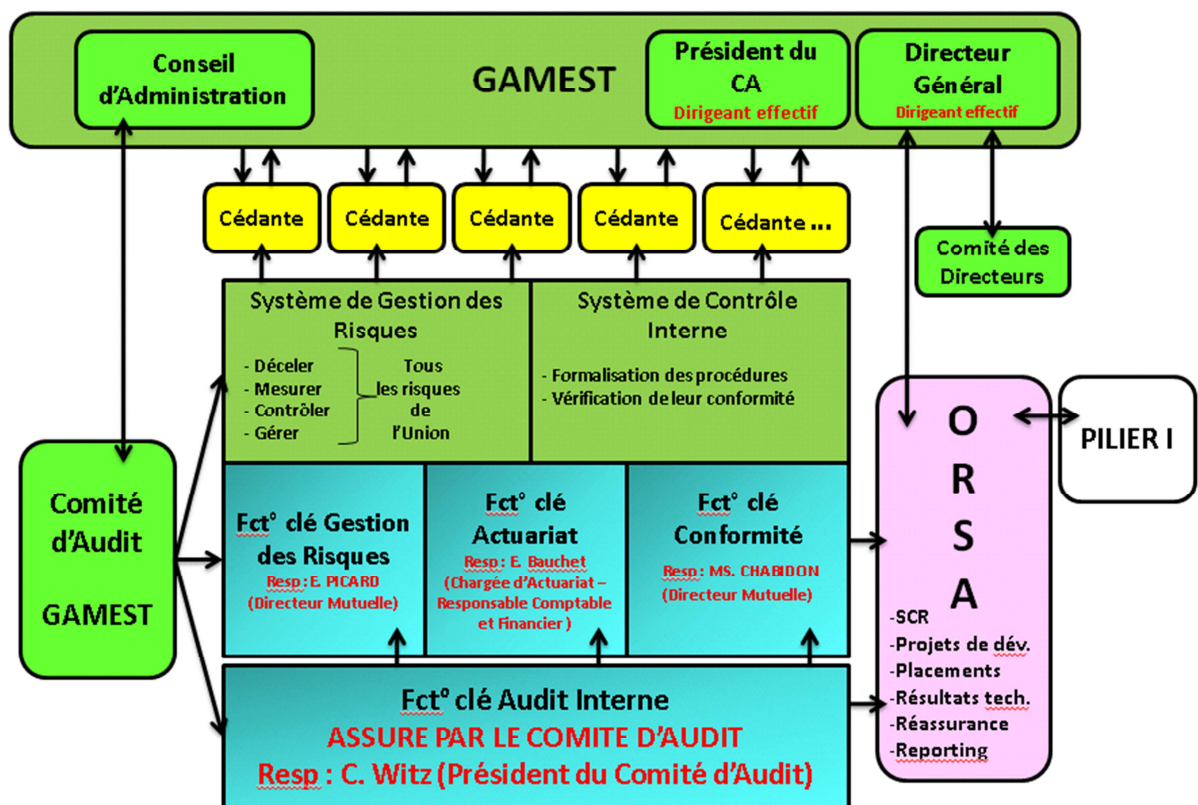 Conseil
d'Administration
GAMEST
Président du
CA
Dirigeant effectif
Directeur
Général
Dirigeant effectif
Cédante
Cédante
Cédante
Cédante
Cédante ...
Comité des
Directeurs
Système de Gestion des
Risques
- Déceler
- Mesurer
- Contrôler
- Gérer
Tous
les risques
de
l'Union
Système de Contrôle
Interne
- Formalisation des procédures
- Vérification de leur conformité
Comité
d'Audit
GAMEST
Fct° clé Gestion
des Risques
Resp : E. PICARD
(Directeur Mutuelle)
Fct° clé
Actuariat
Resp : E. Bauchet
(Chargée d'Actuariat –
Responsable Comptable
et Financier )
Fct° clé
Conformité
Resp : MS. CHABIDON
(Directeur Mutuelle)
Fct° clé Audit Interne
ASSURE PAR LE COMITE D'AUDIT
Resp : C. Witz (Président du Comité d'Audit)
O
R
S
A
-SCR
-Projets de dév.
-Placements
-Résultats tech.
-Réassurance
-Reporting
PILIER I